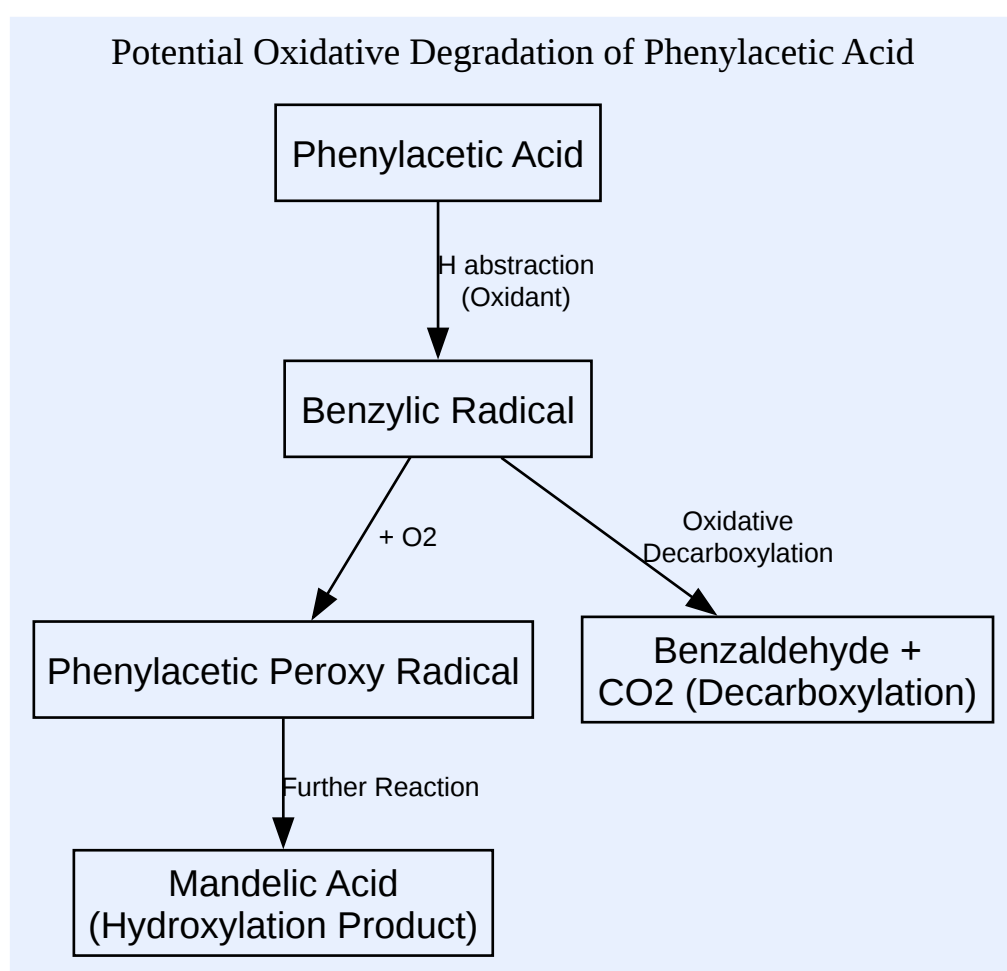 Potential Oxidative Degradation of Phenylacetic Acid
Phenylacetic Acid
H abstraction
(Oxidant)
Benzylic Radical
+ O2
Oxidative
Decarboxylation
Phenylacetic Peroxy Radical
Benzaldehyde +
CO2 (Decarboxylation)
Further Reaction
Mandelic Acid
(Hydroxylation Product)